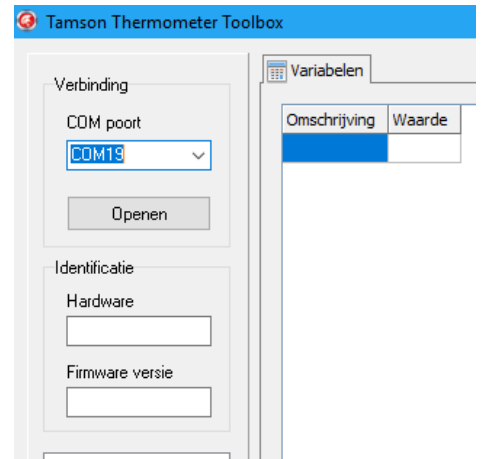 Tamson Thermometer Toolbox
Verbinding
COM poort
COM19
Openen
Identificatie
Hardware
Firmware versie
Variabelen
Omschrijving Waarde